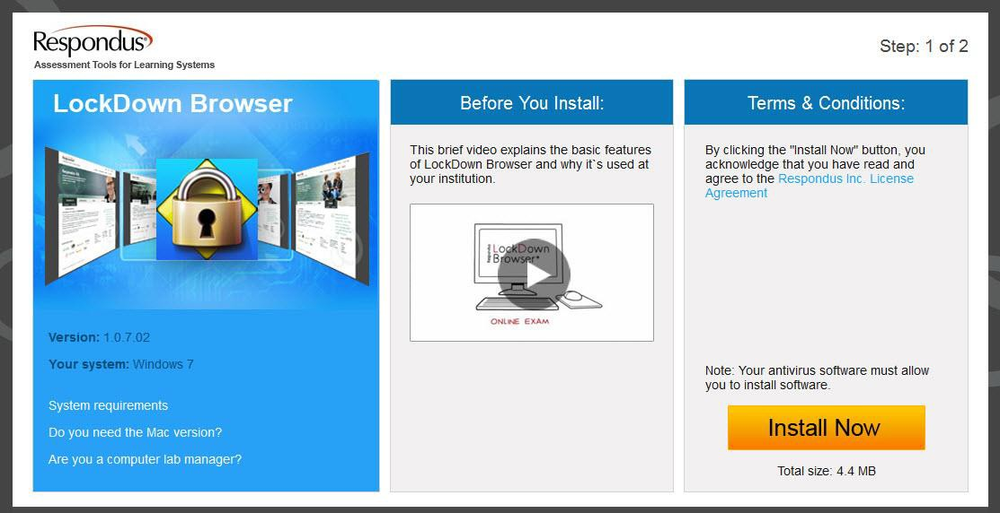 Respondus®
Assessment Tools for Learning Systems
Step: 1 of 2
LockDown Browser
Version: 1.0.7.02
Your system: Windows 7
System requirements
Do you need the Mac version?
Are you a computer lab manager?
Before You Install:
This brief video explains the basic features
of LockDown Browser and why it`s used at
your institution.
Respondus
LockDown
Browser
ONLINE EXAM
Terms & Conditions:
By clicking the "Install Now" button, you
acknowledge that you have read and
agree to the Respondus Inc. License
Agreement
Note: Your antivirus software must allow
you to install software.
Install Now
Total size: 4.4 MB